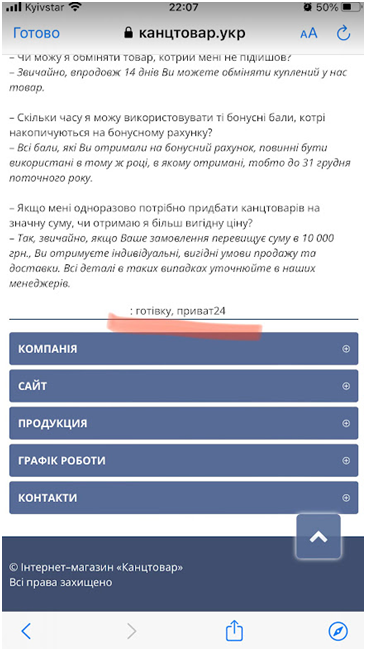 Kyivstar 22:07 50%
Готово канцтовар.укр АА
– Чи можу я обміняти товар, котрий мені не підійшов?
– Звичайно, впродовж 14 днів Ви можете обміняти куплений у нас
товар.
– Скільки часу я можу використовувати ті бонусні бали, котрі
накопичуються на бонусному рахунку?
– Всі бали, які Ви отримали на бонусний рахунок, повинні бути
використані в тому ж році, в якому отримані, тобто до 31 грудня
поточного року.
– Якщо мені одноразово потрібно придбати канцтоварів на
значну суму, чи отримаю я більш вигідну ціну?
– Так, звичайно, якщо Ваше замовлення перевищує суму в 10 000
грн., Ви отримуєте індивідуальні, вигідні умови продажу та
доставки. Всі деталі в таких випадках уточнюйте в наших
менеджерів.
: готівку, приват24
КОМПАНІЯ
САЙТ
ПРОДУКЦИЯ
ГРАФІК РОБОТИ
КОНТАКТИ
© Інтернет–магазин «Канцтовар»
Всі права захищено